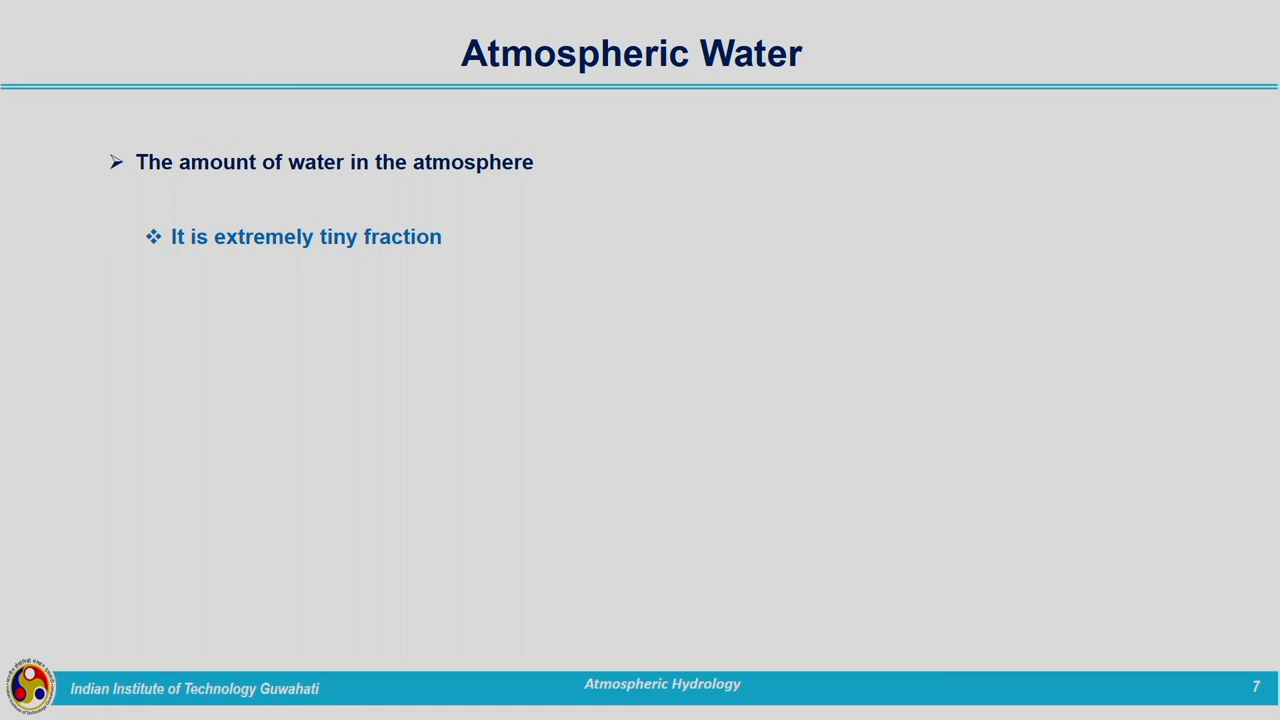 Atmospheric Water
The amount of water in the atmosphere
It is extremely tiny fraction
Indian Institute of Technology Guwahati
Atmospheric Hydrology
7